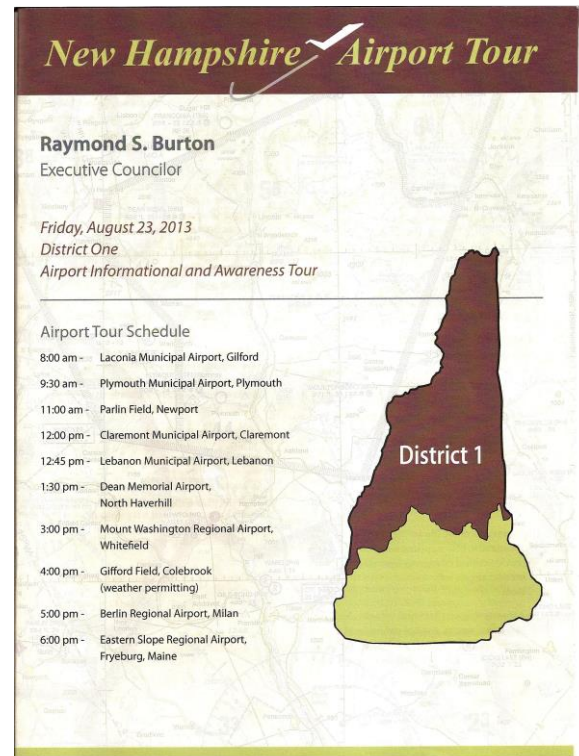 New Hampshire Airport Tour
Raymond S. Burton
Executive Councilor
Friday, August 23, 2013
District One
Airport Informational and Awareness Tour
Airport Tour Schedule
8:00 am - Laconia Municipal Airport, Gilford
9:30 am - Plymouth Municipal Airport, Plymouth
11:00 am - Parlin Field, Newport
12:00 pm - Claremont Municipal Airport, Claremont
12:45 pm - Lebanon Municipal Airport, Lebanon
1:30 pm - Dean Memorial Airport,
North Haverhill
3:00 pm - Mount Washington Regional Airport,
Whitefield
4:00 pm - Gifford Field, Colebrook
(weather permitting)
5:00 pm - Berlin Regional Airport, Milan
6:00 pm - Eastern Slope Regional Airport,
Fryeburg, Maine
District 1